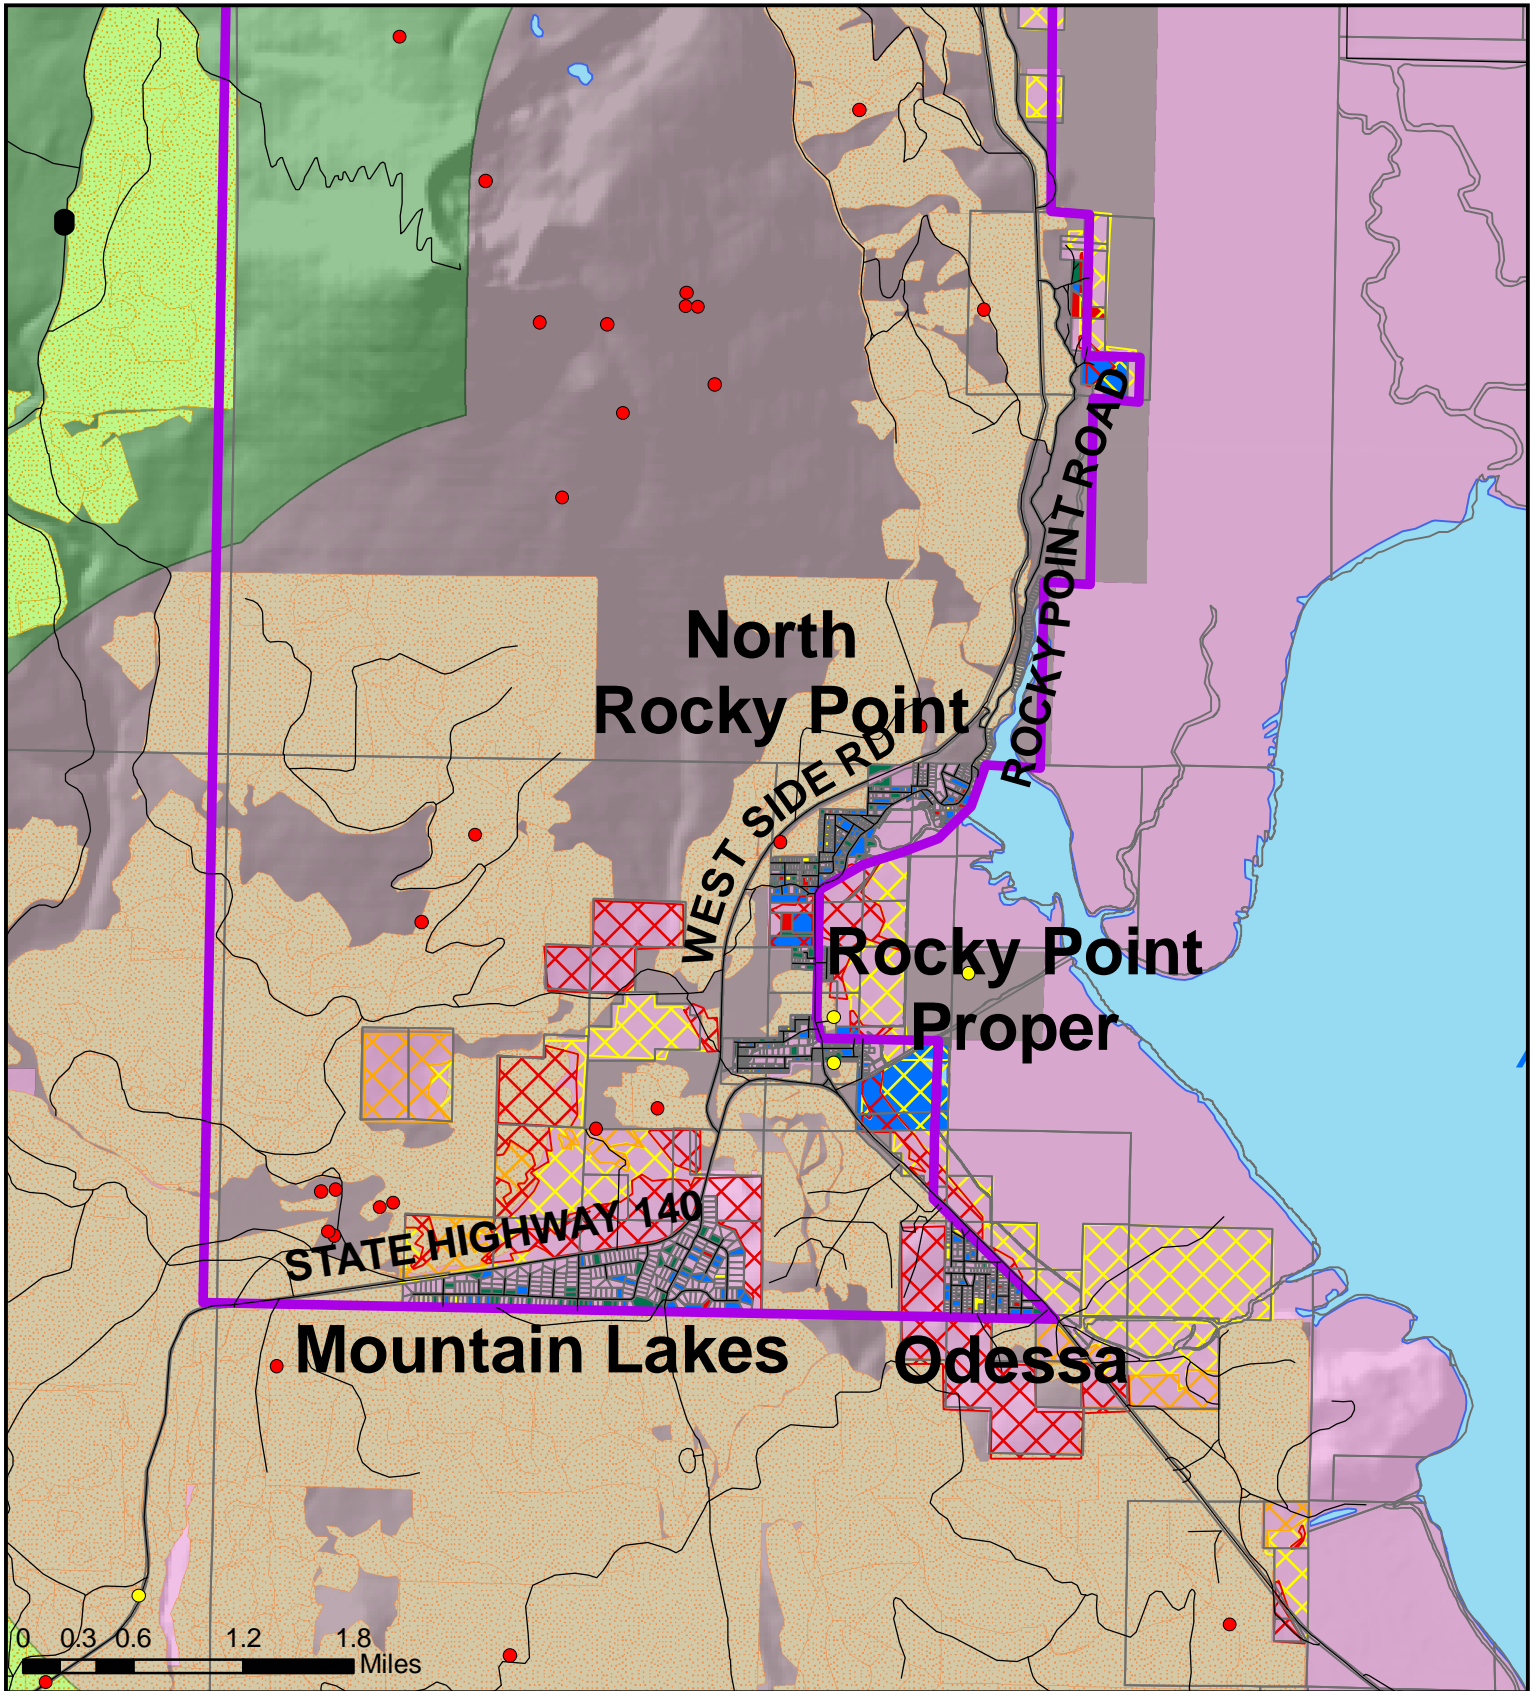 North
Rocky Point
ROCKY POINT ROAD
WEST SIDE RD
Rocky Point
Proper
STATE HIGHWAY 140
Mountain Lakes
Odessa
0 0.3 0.6 1.2 1.8
Miles